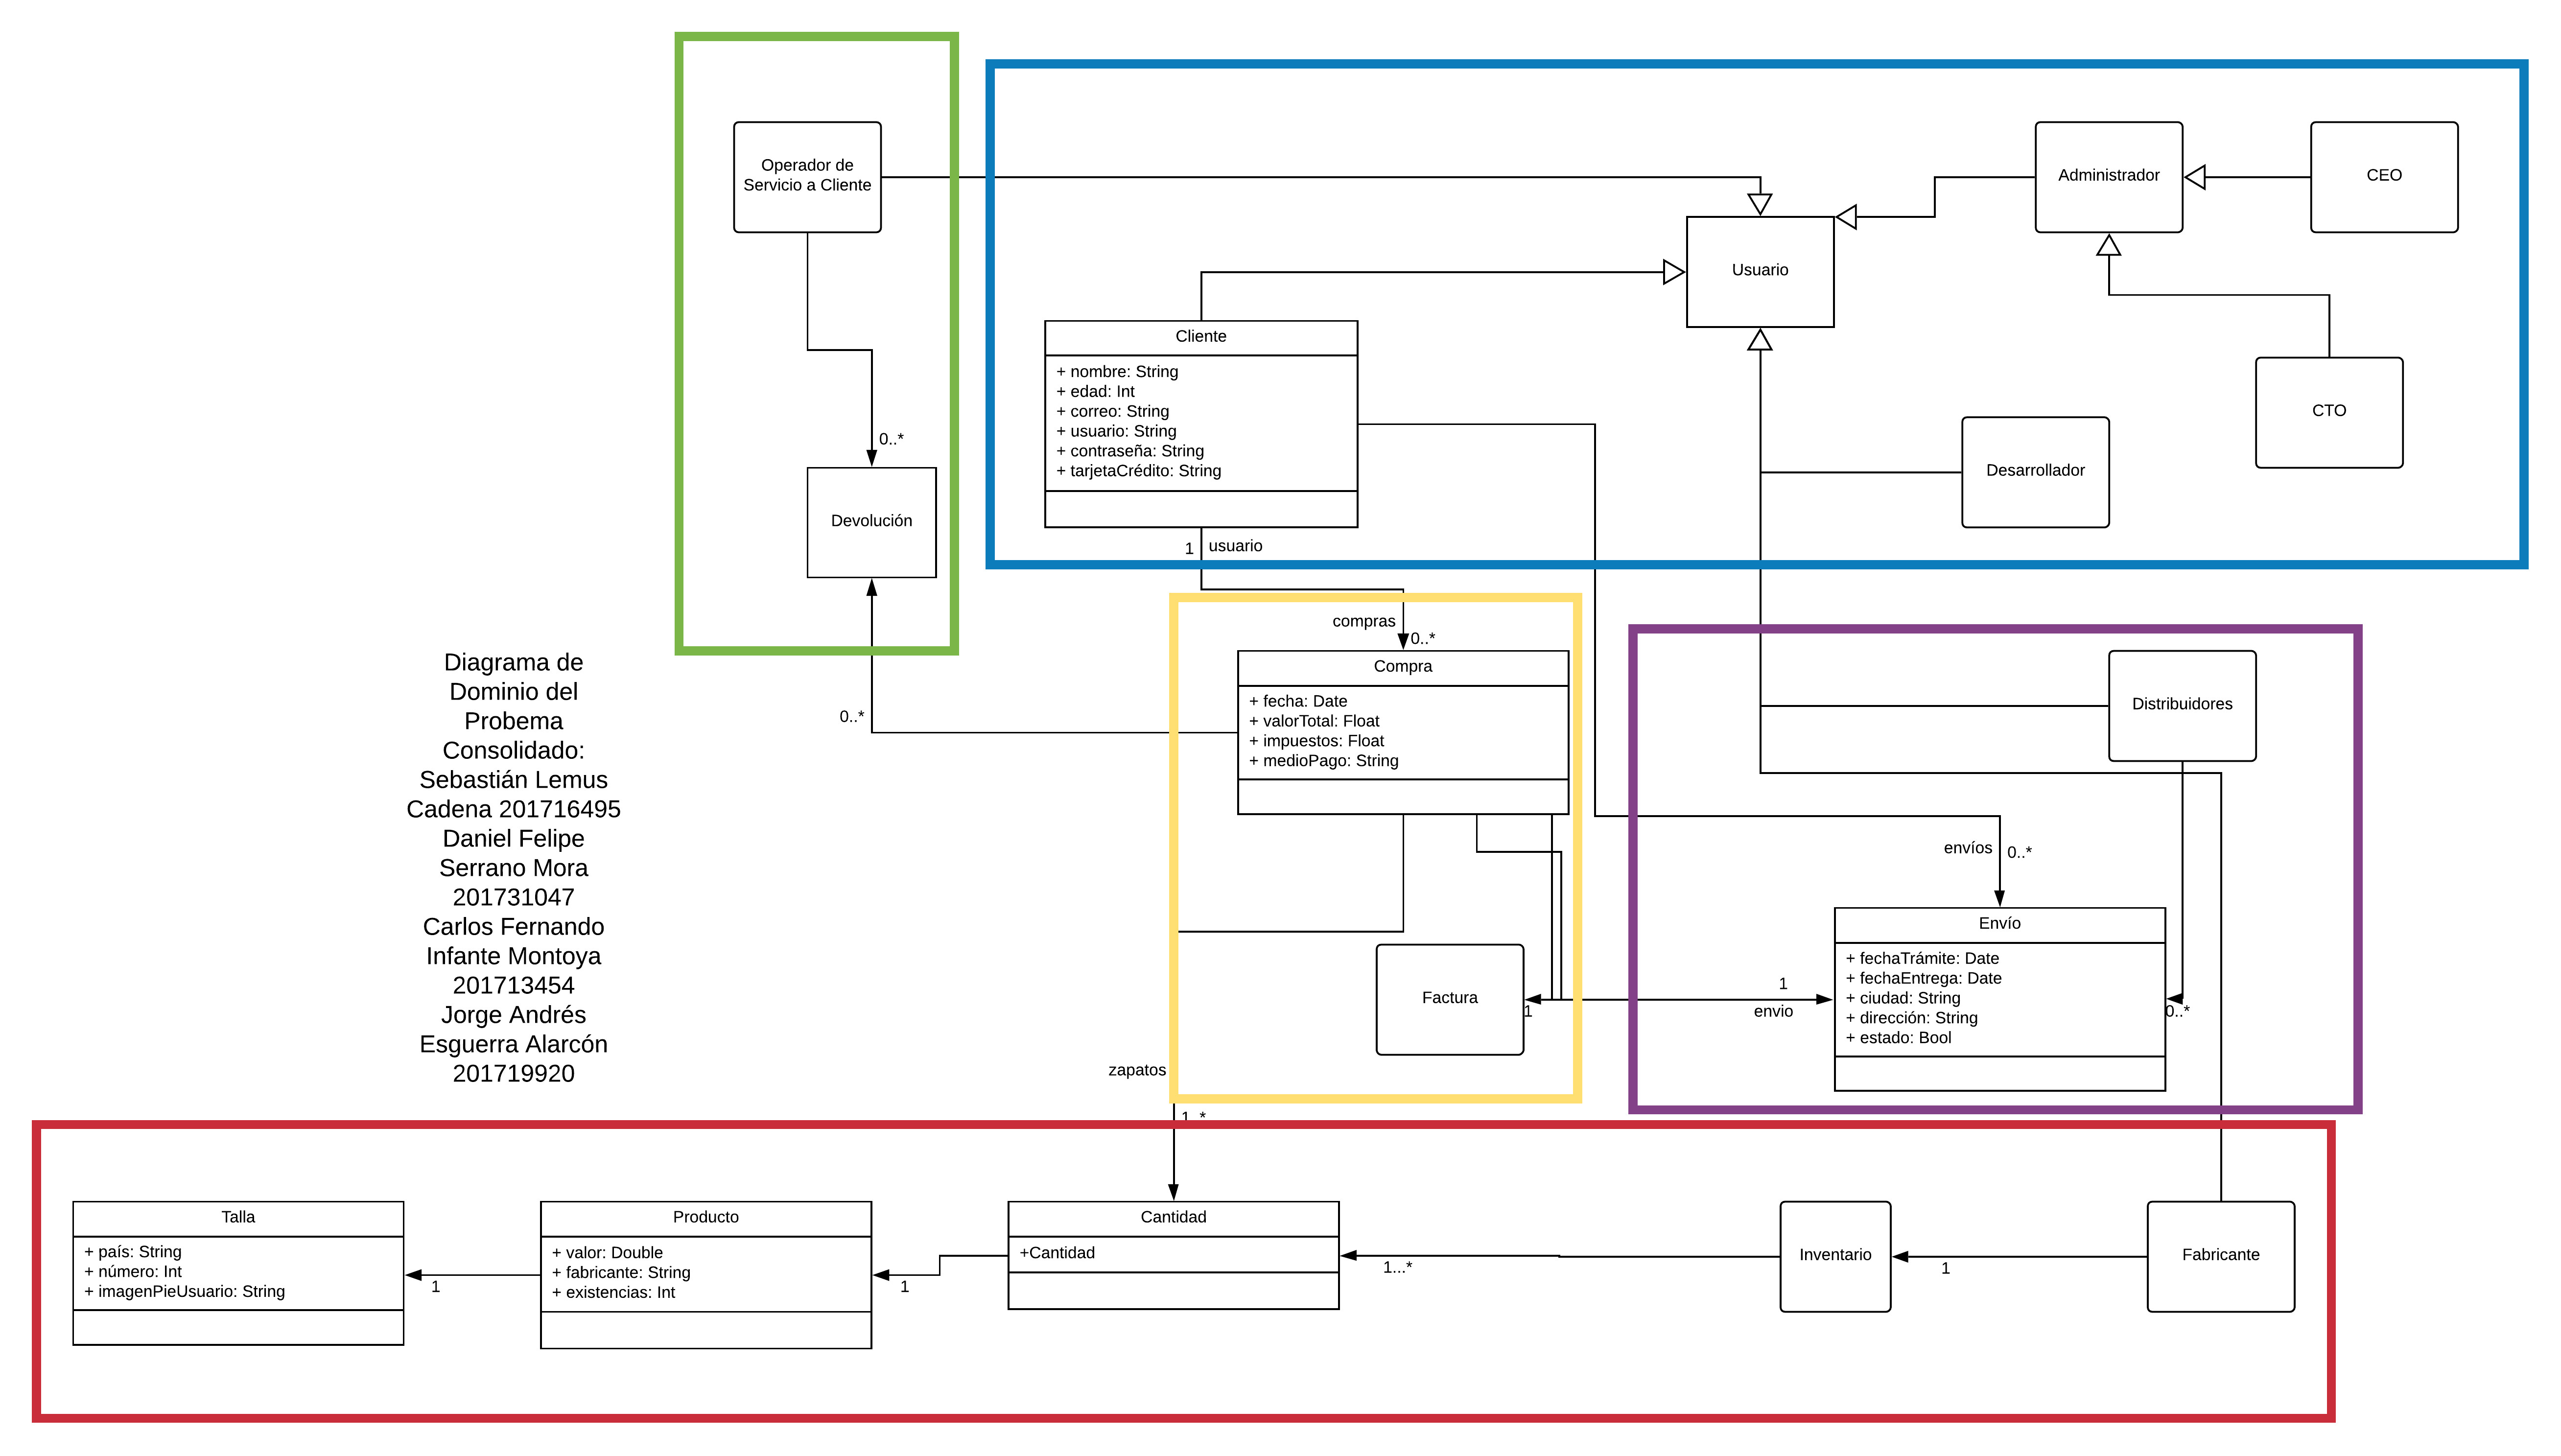 Operador de
Servicio a Cliente
0..*
Devolución
0..*
Usuario
Administrador
CEO
CTO
Desarrollador
Cliente
+ nombre: String
+ edad: Int
+ correo: String
+ usuario: String
+ contraseña: String
+ tarjetaCrédito: String
1 usuario
compras
0..*
Compra
+ fecha: Date
+ valorTotal: Float
+ impuestos: Float
+ medioPago: String
Factura
1
1
envio
zapatos
1..*
Distribuidores
envíos
0..*
Envío
+ fechaTrámite: Date
+ fechaEntrega: Date
+ ciudad: String
+ dirección: String
+ estado: Bool
0..*
Diagrama de
Dominio del
Probema
Consolidado:
Sebastián Lemus
Cadena 201716495
Daniel Felipe
Serrano Mora
201731047
Carlos Fernando
Infante Montoya
201713454
Jorge Andrés
Esguerra Alarcón
201719920
Talla
+ país: String
+ número: Int
+ imagenPieUsuario: String
1
Producto
+ valor: Double
+ fabricante: String
+ existencias: Int
1
Cantidad
+Cantidad
1...*
Inventario
1
Fabricante